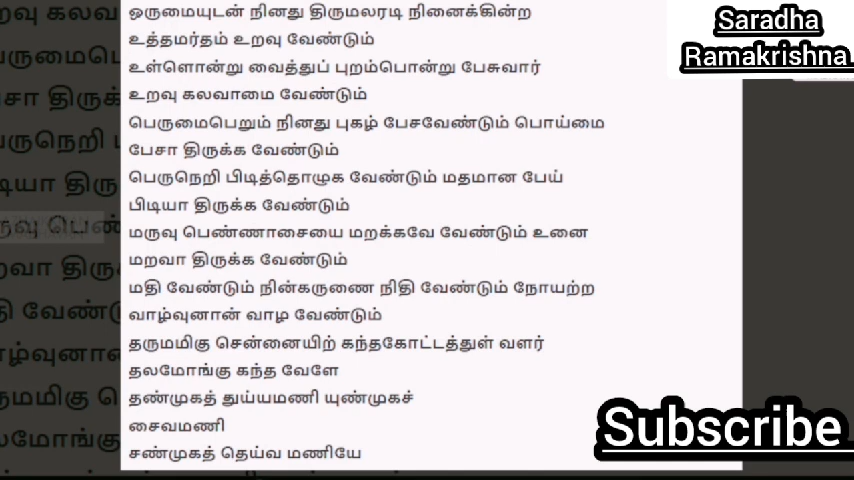 ஒருமையுடன் நினது திருமலரடி நினைக்கின்ற
உத்தமர்தம் உறவு வேண்டும்
உள்ளொன்று வைத்துப் புறம்பொன்று பேசுவார்
உறவு கலவாமை வேண்டும்
பெருமைபெறும் நினது புகழ் பேசவேண்டும் பொய்மை
பேசா திருக்க வேண்டும்
பெருநெறி பிடித்தொழுக வேண்டும் மதமான பேய்
பிடியா திருக்க வேண்டும்
மருவு பெண்ணாசையை மறக்கவே வேண்டும் உனை
மறவா திருக்க வேண்டும்
மதி வேண்டும் நின்கருணை நிதி வேண்டும் நோயற்ற
வாழ்வுனான் வாழ வேண்டும்
தருமமிகு சென்னையிற் கந்தகோட்டத்துள் வளர்
தலமோங்கு கந்த வேளே
தண்முகத் துய்யமணி யுண்முகச்
சைவமணி
சண்முகத் தெய்வ மணியே
Saradha
Ramakrishna
Subscribe